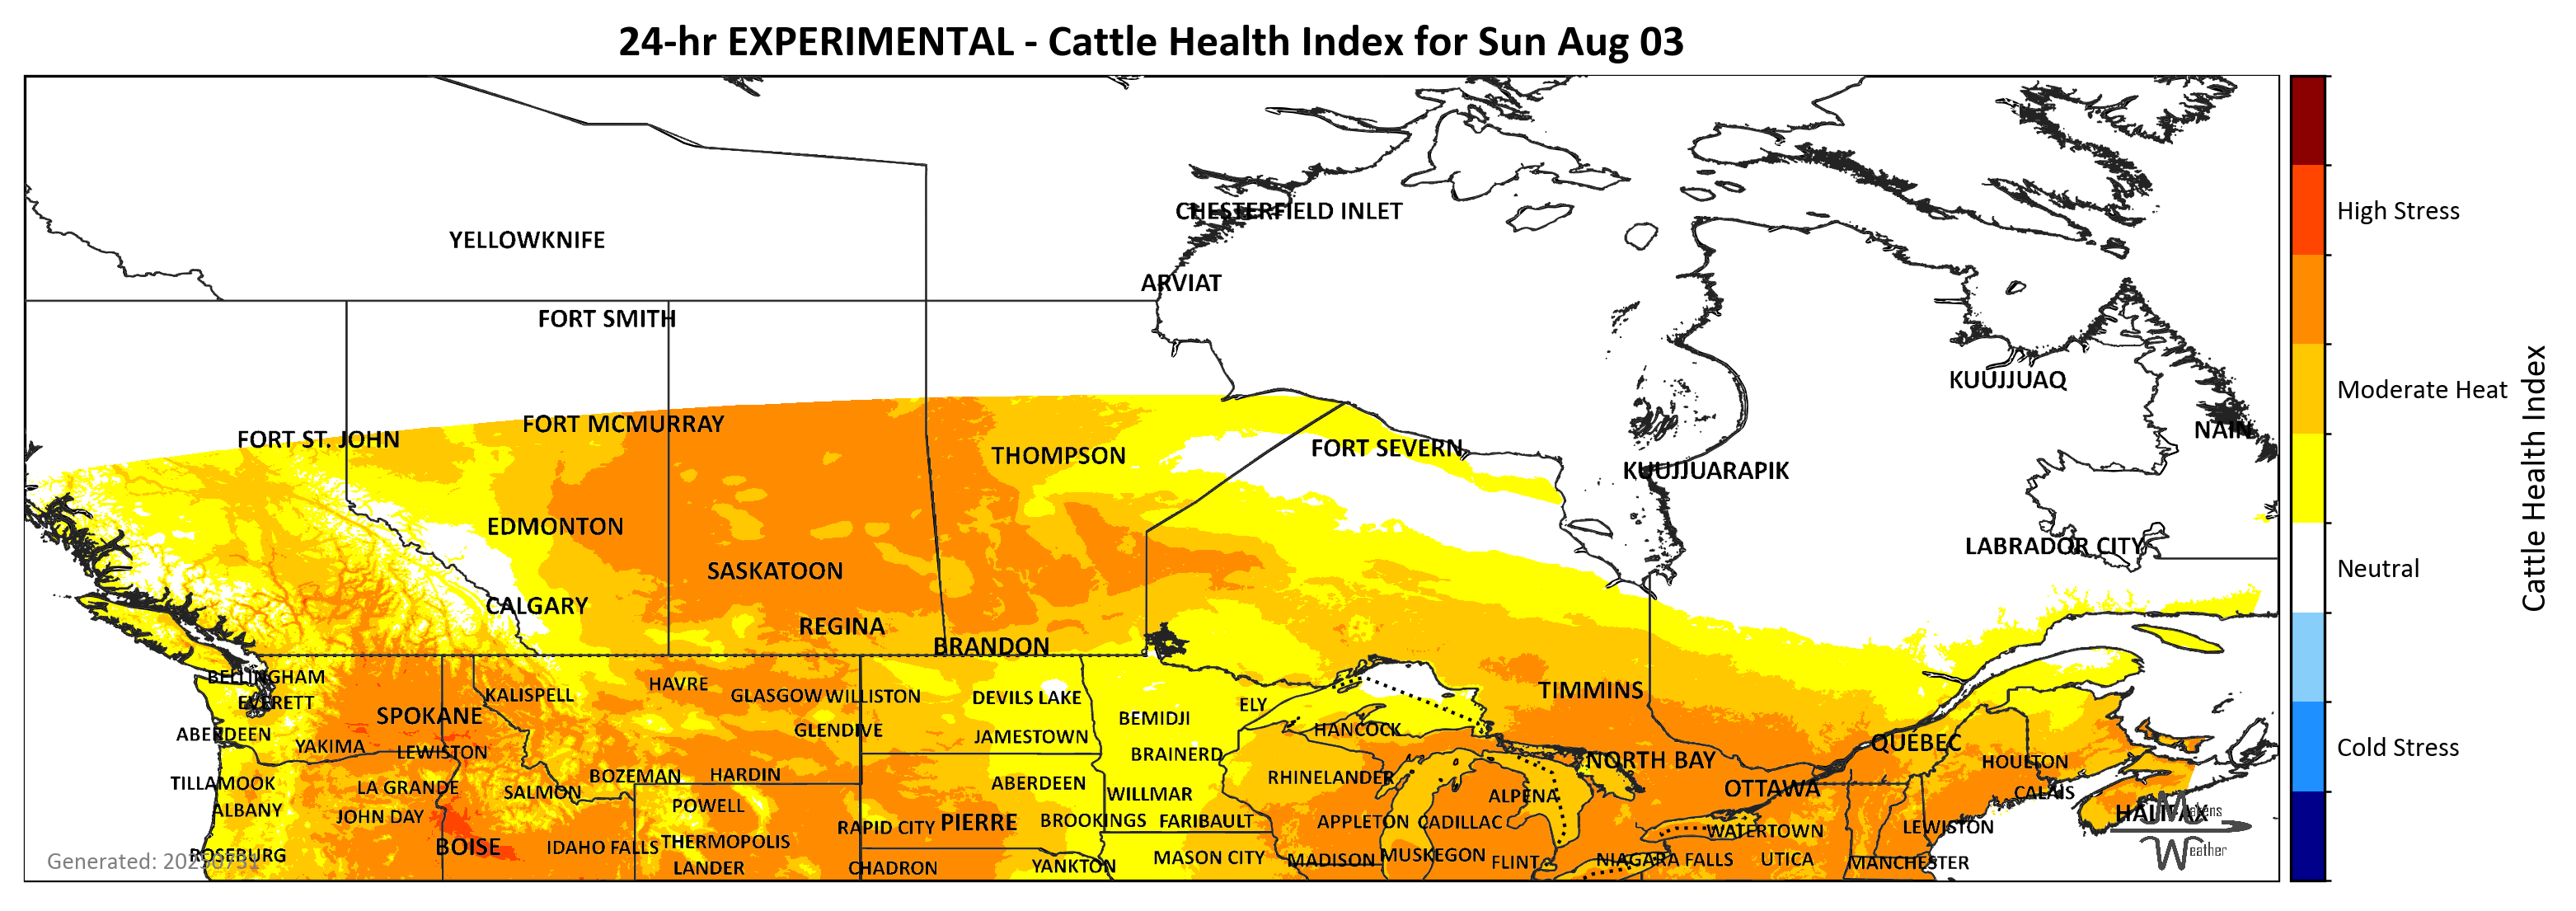 24-hr EXPERIMENTAL - Cattle Health Index for Sun Aug 03
CHESTERFIELD INLET
YELLOWKNIFE
ARVIAT
FORT SMITH
KUUJJUAQ
FORT MCMURRAY
NAIN
FORT ST. JOHN
FORT SEVERN
THOMPSON
KUUJJUARAPIK
EDMONTON
LABRADOR CITY
SASKATOON
CALGARY
REGINA
BRANDON
BELLINGHAM
HAVRE
KALISPELL
GLASGOW WILLISTON
DEVILS LAKE
TIMMINS
EVERETT
ELY
SPOKANE
BEMIDJI
GLENDIVE
HANCOCK
ABERDEEN
JAMESTOWN
QUEBEC
YAKIMA
LEWISTON
BRAINERD
NORTH BAY
HOULTON
BOZEMAN
HARDIN
RHINELANDER
TILLAMOOK
LA GRANDE
SALMON
ABERDEEN
WILLMAR
ALPENA
OTTAWA
CALAIS
ALBANY
JOHN DAY
POWELL
HALIFAX
Makens
Weather
RAPID CITY
PIERRE
BROOKINGS
FARIBAULT
APPLETON
CADILLAC
WATERTOWN
LEWISTON
BOISE
IDAHO FALLS
THERMOPOLIS
ROSEBURG
MASON CITY
MADISON
MUSKEGON
FLINT
NIAGARA FALLS
UTICA
MANCHESTER
LANDER
CHADRON
YANKTON
Generated: 20250731
High Stress
Moderate Heat
Neutral
Cold Stress
Cattle Health Index